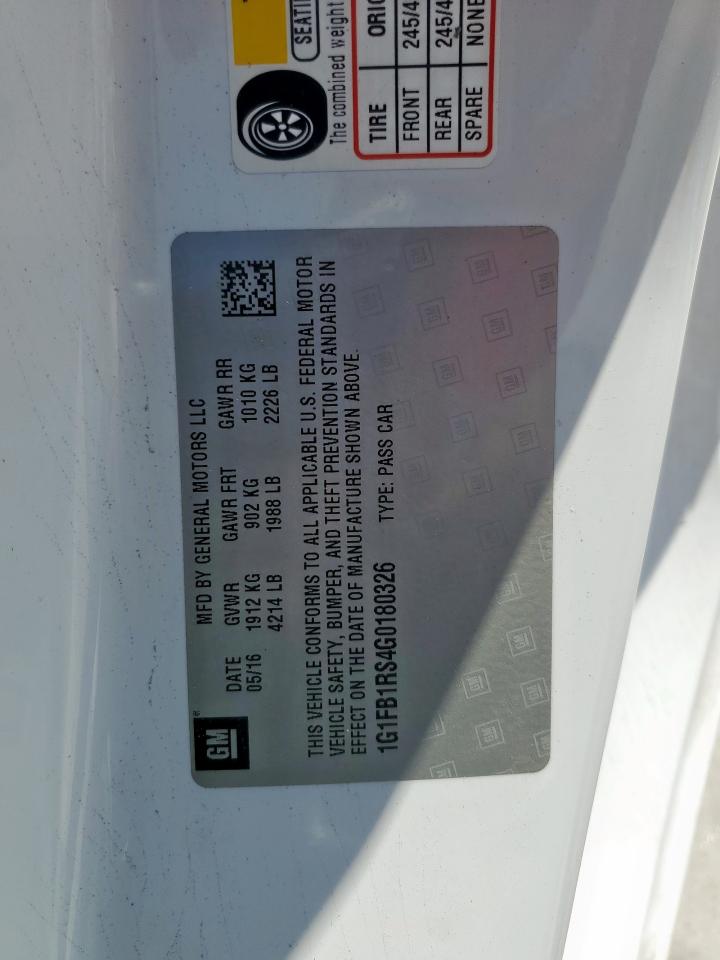 SEATI
The combined weight
TIRE ORIG
FRONT 245/4
REAR 245/4
SPARE NONE
GM
MFD BY GENERAL MOTORS LLC
DATE GVWR GAWR FRT GAWR RR
05/16 1912 KG 902 KG 1010 KG
4214 LB 1988 LB 2226 LB
THIS VEHICLE CONFORMS TO ALL APPLICABLE U.S. FEDERAL MOTOR
VEHICLE SAFETY, BUMPER, AND THEFT PREVENTION STANDARDS IN
EFFECT ON THE DATE OF MANUFACTURE SHOWN ABOVE.
1G1FB1RS4G0180326 TYPE: PASS CAR